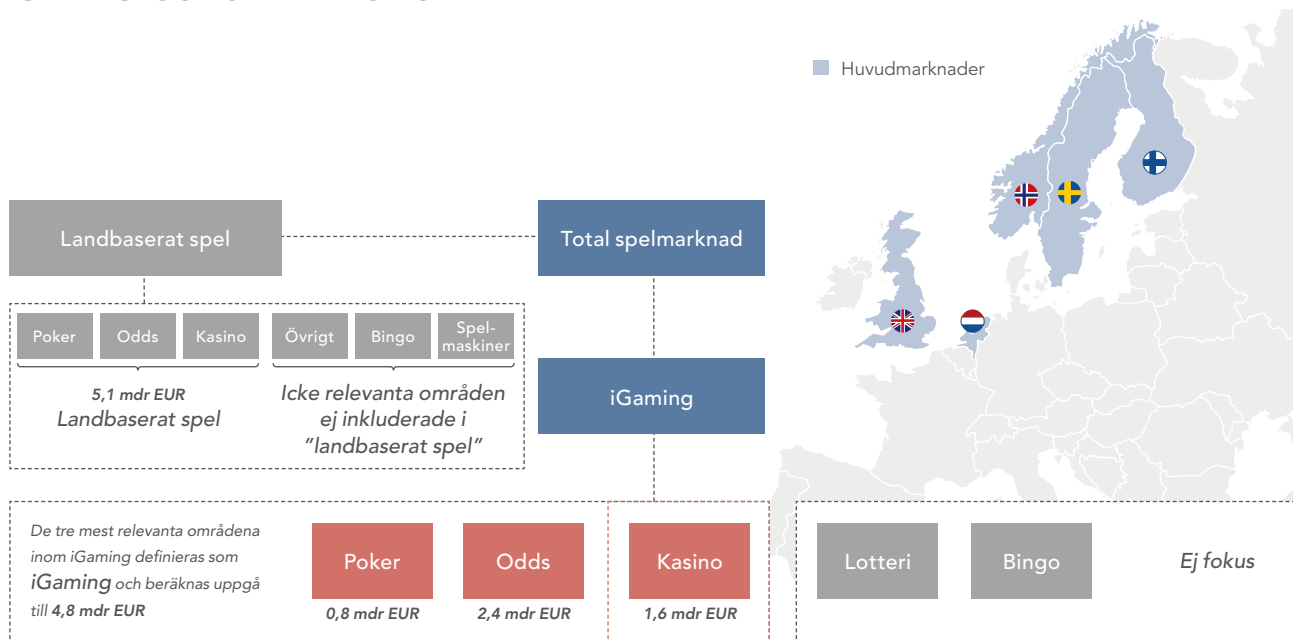 Huvudmarknader
Landbaserat spel
Total spelmarknad
Poker
Odds
Kasino
Övrigt
Bingo
Spel-
maskiner
5,1 mdr EUR
Landbaserat spel
Icke relevanta områden
ej inkluderade i
”landbaserat spel”
iGaming
De tre mest relevanta områdena
inom iGaming definieras som
iGaming och beräknas uppgå
till 4,8 mdr EUR
Poker
0,8 mdr EUR
Odds
2,4 mdr EUR
Kasino
1,6 mdr EUR
Lotteri
Bingo
Ej fokus